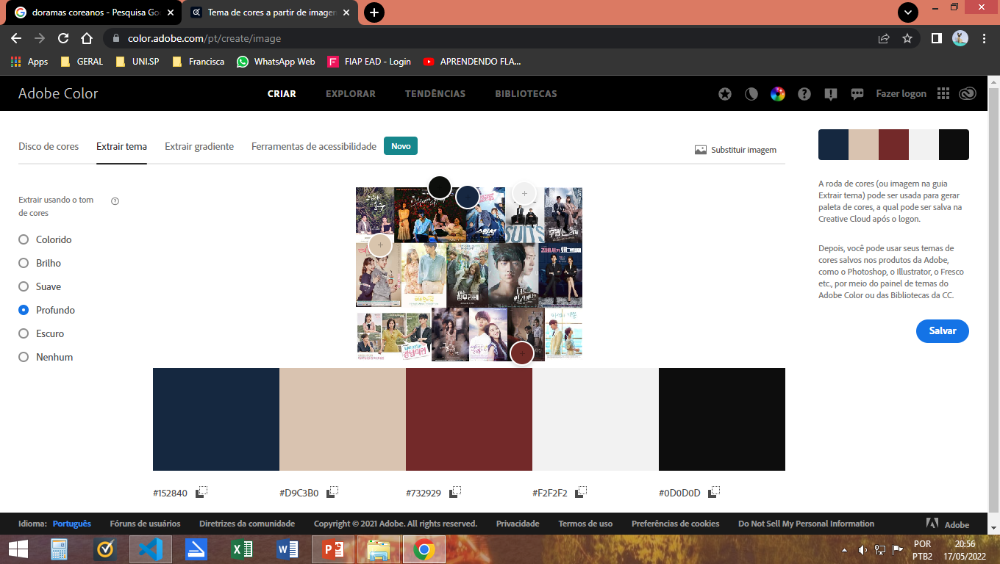 doramas coreanos - Pesquisa Go
Tema de cores a partir de imagem
color.adobe.com/pt/create/image
Apps
GERAL
UNI.SP
Francisca
WhatsApp Web
FIAP EAD - Login
APRENDENDO FLA...
Adobe Color
CRIAR
EXPLORAR
TENDÊNCIAS
BIBLIOTECAS
Fazer logon
Disco de cores
Extrair tema
Extrair gradiente
Ferramentas de acessibilidade
Novo
Substituir imagem
Extrair usando o tom
de cores
Colorido
Brilho
Suave
Profundo
Escuro
Nenhum
SUITS
A roda de cores (ou imagem na guia
Extrair tema) pode ser usada para gerar
paleta de cores, a qual pode ser salva na
Creative Cloud após o logon.
Depois, você pode usar seus temas de
cores salvos nos produtos da Adobe,
como o Photoshop, o Illustrator, o Fresco
etc., por meio do painel de temas do
Adobe Color ou das Bibliotecas da CC.
Salvar
#152840
#D9C3B0
#732929
#F2F2F2
#0D0D0D
Idioma: Português
Fóruns de usuários
Diretrizes da comunidade
Copyright © 2021 Adobe. All rights reserved.
Privacidade
Termos de uso
Preferências de cookies
Do Not Sell My Personal Information
Adobe
POR
PTB2
20:56
17/05/2022